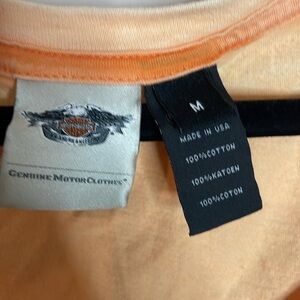 GENUINE MOTORCLOTHES
M
MADE IN USA
100%COTTON
100%KATOEN
100%COTON